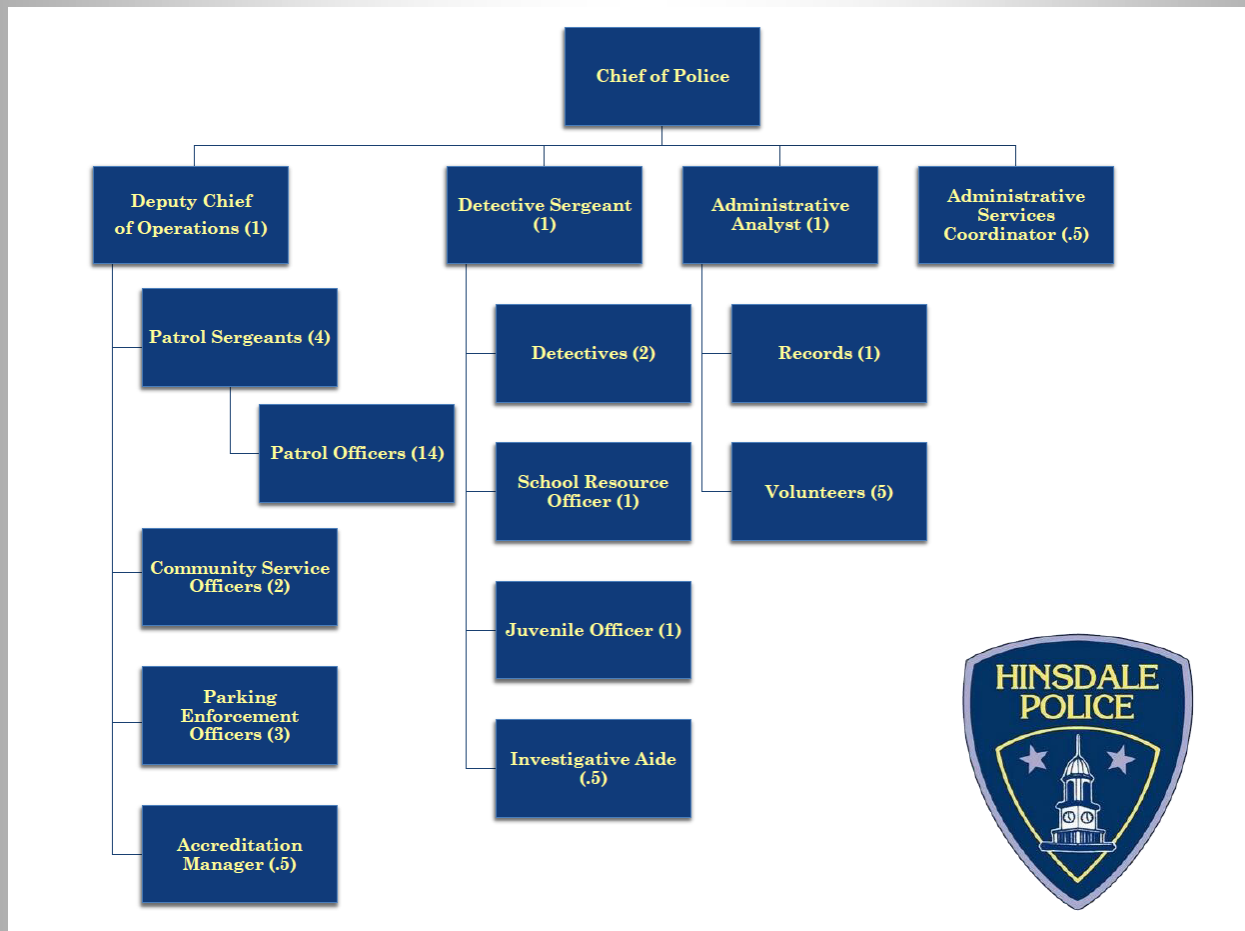 Chief of Police
Deputy Chief
of Operations (1)
Detective Sergeant
(1)
Administrative
Analyst (1)
Administrative
Services
Coordinator (.5)
Patrol Sergeants (4)
Patrol Officers (14)
Community Service
Officers (2)
Parking
Enforcement
Officers (3)
Accreditation
Manager (.5)
Detectives (2)
School Resource
Officer (1)
Juvenile Officer (1)
Investigative Aide
(.5)
Records (1)
Volunteers (5)
HINSDALE
POLICE